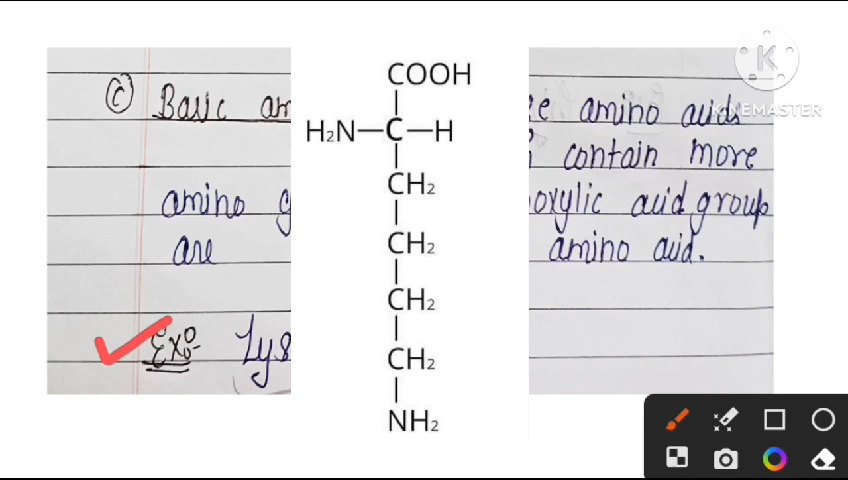 C Basic am
re amino acids
contain more
amino g
oxylic acid group
are
amino acid.
Exo- Lys
COOH
H2N—C—H
CH2
CH2
CH2
CH2
NH2
K
KINEMASTER